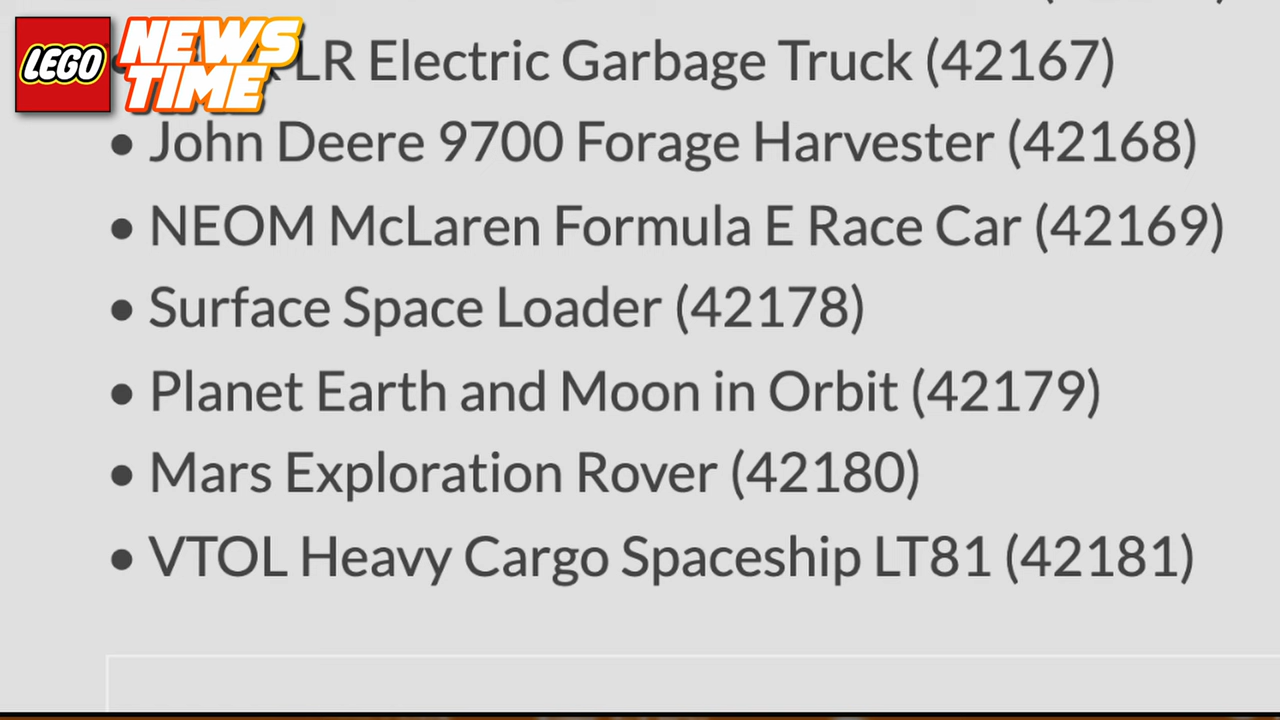 LEGO NEWS
TIME
LR Electric Garbage Truck (42167)
• John Deere 9700 Forage Harvester (42168)
• NEOM McLaren Formula E Race Car (42169)
• Surface Space Loader (42178)
• Planet Earth and Moon in Orbit (42179)
• Mars Exploration Rover (42180)
• VTOL Heavy Cargo Spaceship LT81 (42181)